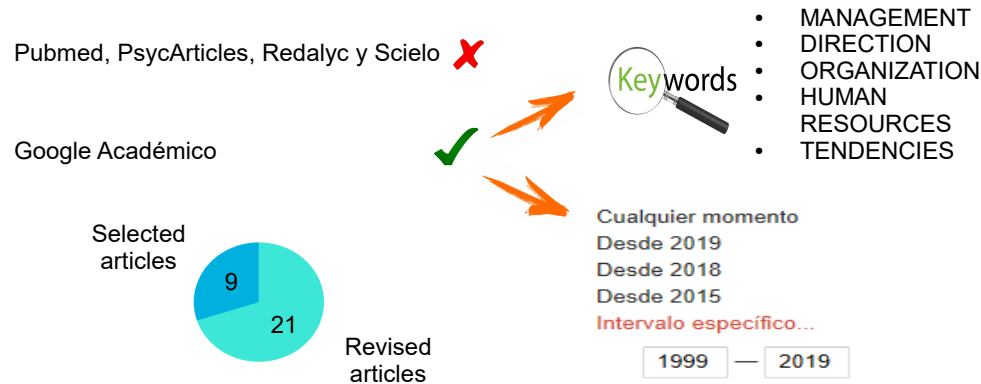 Pubmed, PsycArticles, Redalyc y Scielo
Google Académico
Keywords
• MANAGEMENT
• DIRECTION
• ORGANIZATION
• HUMAN
RESOURCES
• TENDENCIES
Selected
articles
9
21
Revised
articles
Cualquier momento
Desde 2019
Desde 2018
Desde 2015
Intervalo específico...
1999 — 2019